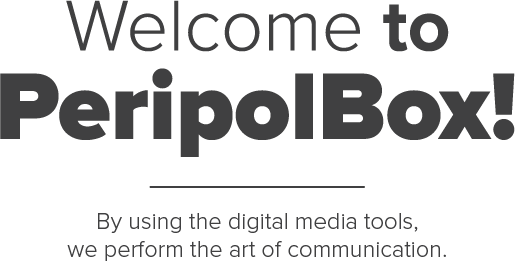 Welcome to
PeripolBox!
By using the digital media tools,
we perform the art of communication.